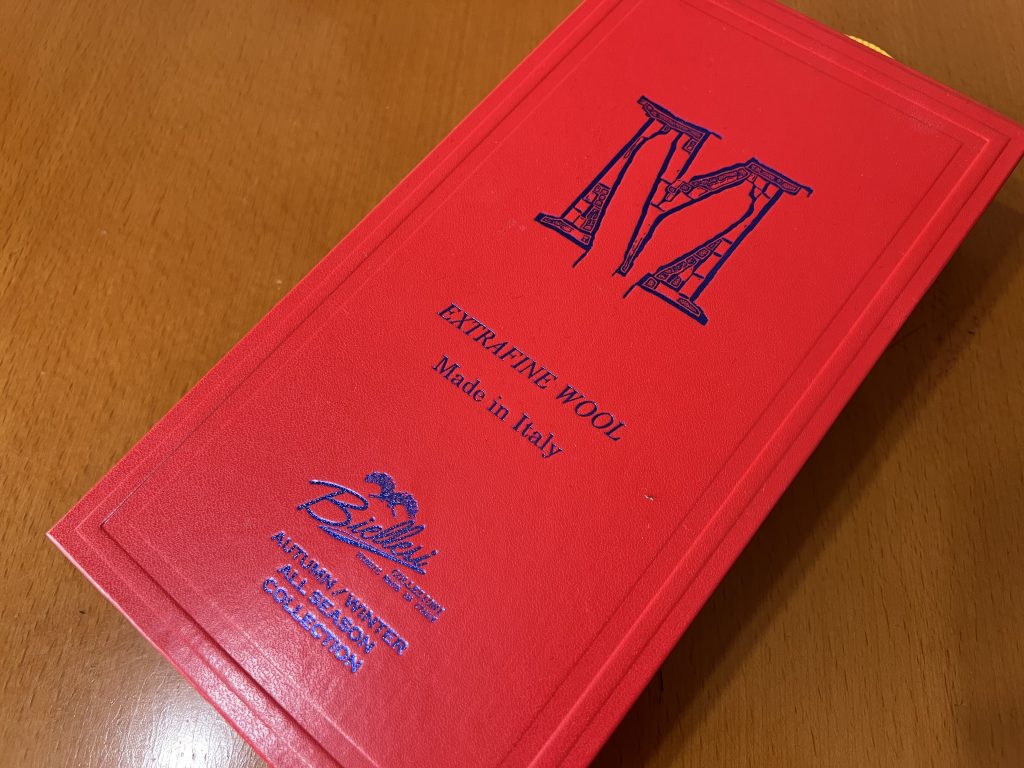 M
EXTRAFINE WOOL
Made in Italy
Biellesi
AUTUMN / WINTER
ALL SEASON
COLLECTION